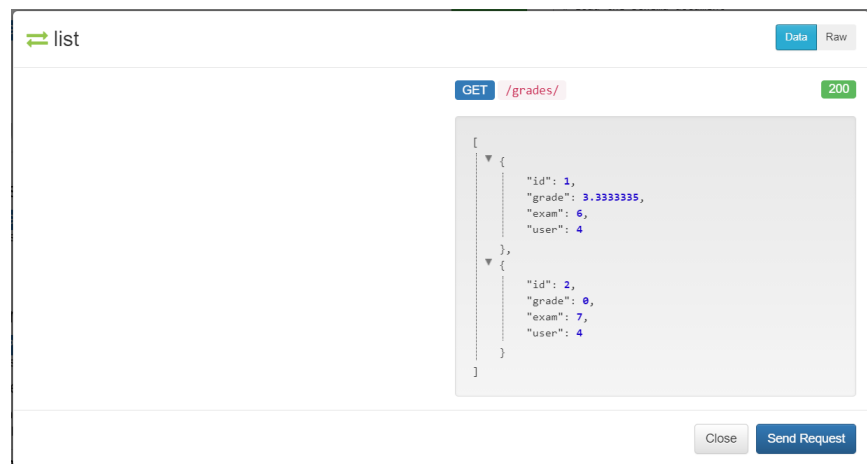 list
Data Raw
GET /grades/
200
[
{
"id": 1,
"grade": 3.3333335,
"exam": 6,
"user": 4
},
{
"id": 2,
"grade": 0,
"exam": 7,
"user": 4
}
]
Close Send Request